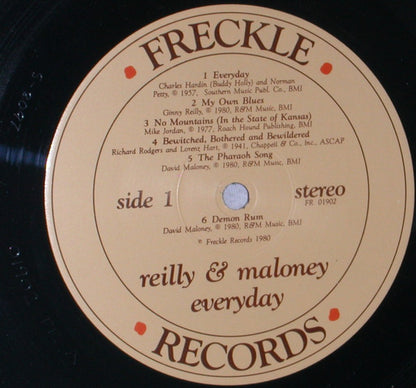 FRECKLE
1 Everyday
Charles Hardin (Buddy Holly) and Norman
Petty, © 1957, Southern Music Publ. Co., BMI
2 My Own Blues
Ginny Reilly, © 1980, R&M Music, BMI
3 No Mountains (In the State of Kansas)
Mike Jordan, © 1977, Roach Hound Publishing, BMI
4 Bewitched, Bothered and Bewildered
Richard Rodgers and Lorenz Hart, © 1941, Chappell & Co., Inc., ASCAP
5 The Pharaoh Song
David Maloney, © 1980, R&M Music, BMI
side 1
stereo
FR 01902
6 Demon Rum
David Maloney, © 1980, R&M Music, BMI
℗ Freckle Records 1980
reilly & maloney
everyday
RECORDS